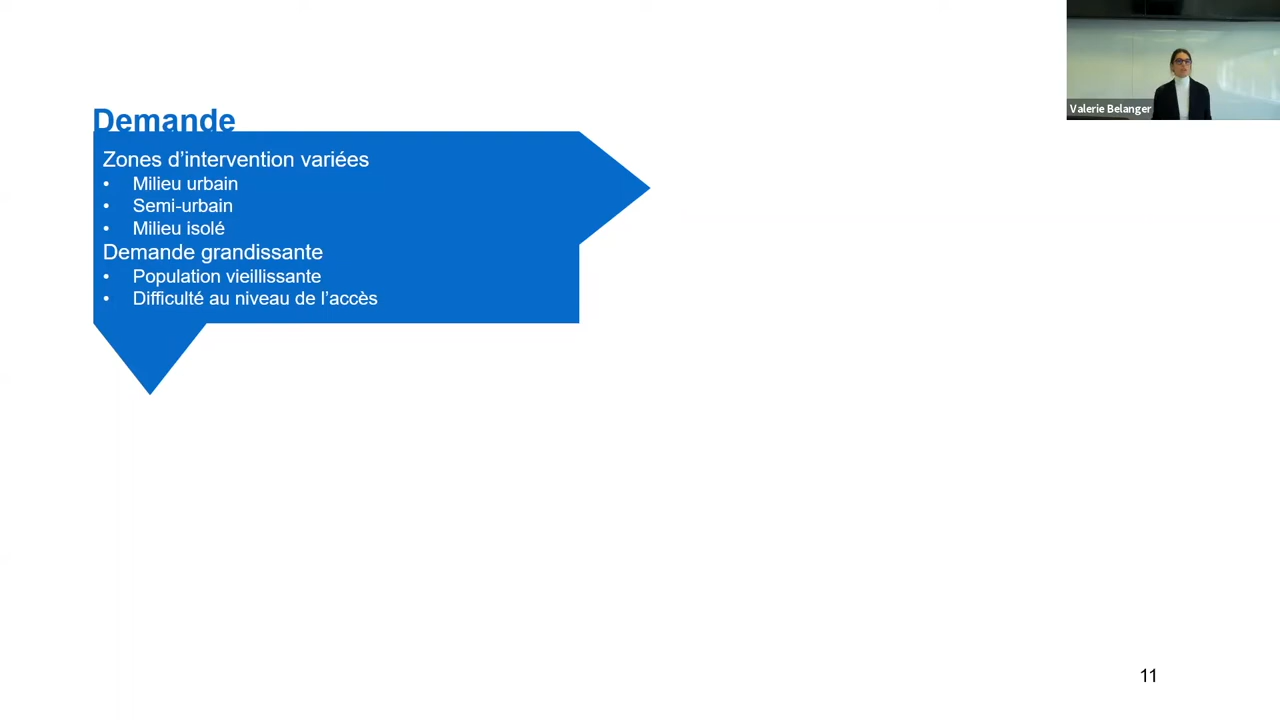 Demande
Zones d’intervention variées
• Milieu urbain
• Semi-urbain
• Milieu isolé
Demande grandissante
• Population vieillissante
• Difficulté au niveau de l’accès
Valerie Belanger
11